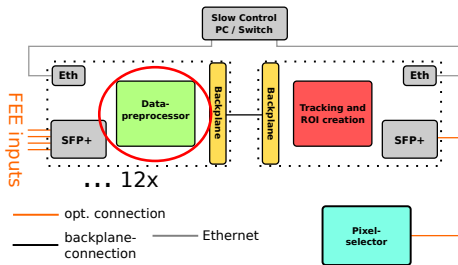 Slow Control
PC / Switch
Eth
Eth
Data-
preprocessor
Backplane
Backplane
Tracking and
ROI creation
FEE inputs
SFP+
SFP+
... 12x
opt. connection
backplane-
connection
Ethernet
Pixel-
selector